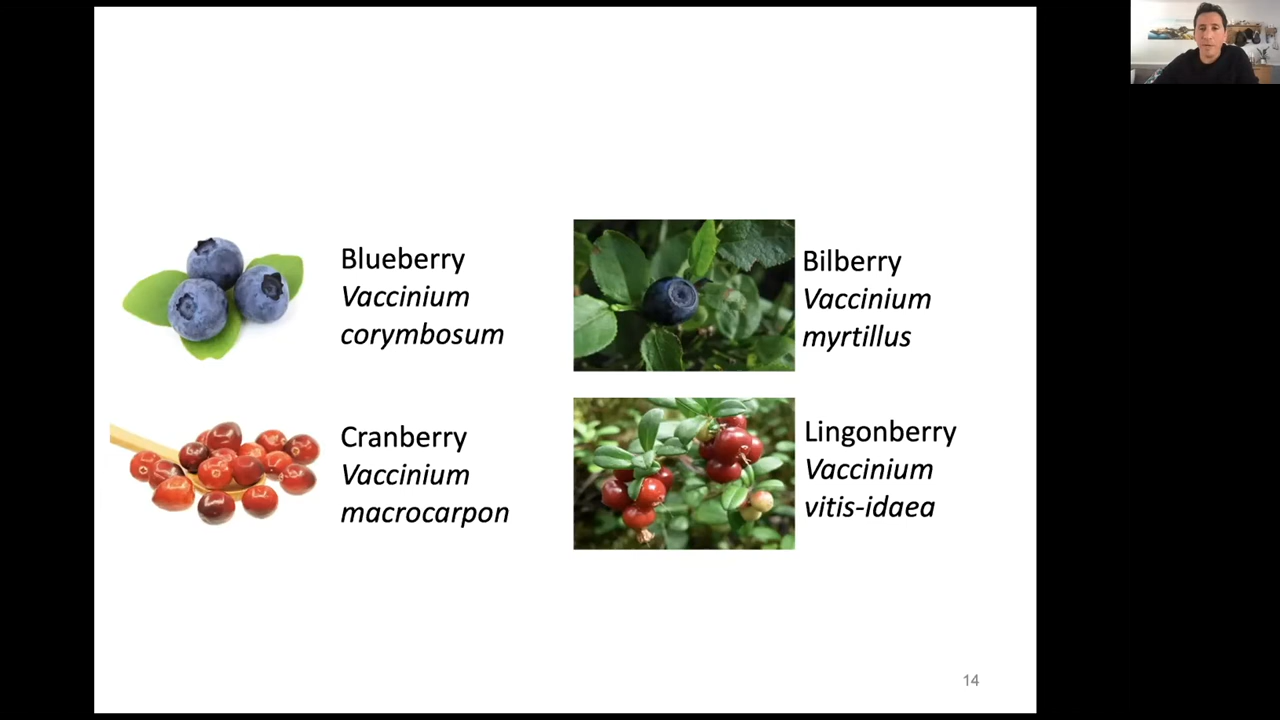 Blueberry
Vaccinium
corymbosum
Bilberry
Vaccinium
myrtillus
Cranberry
Vaccinium
macrocarpon
Lingonberry
Vaccinium
vitis-idaea
14